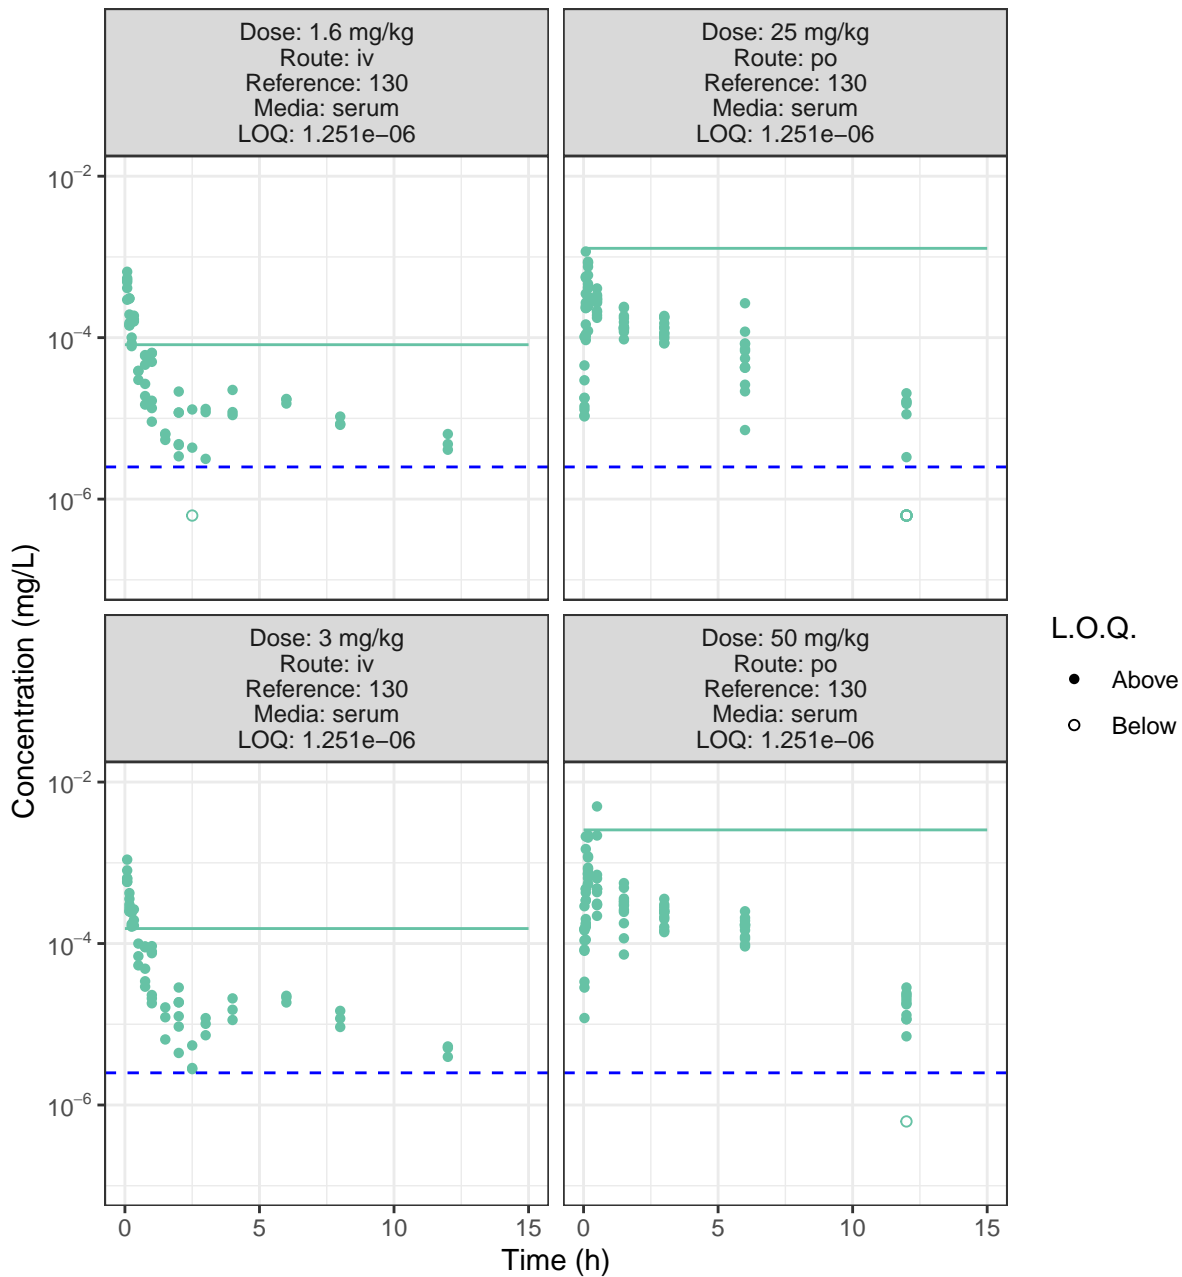 Dose: 1.6 mg/kg
Route: iv
Reference: 130
Media: serum
LOQ: 1.251e−06
Dose: 25 mg/kg
Route: po
Reference: 130
Media: serum
LOQ: 1.251e−06
10−2
10−4
10−6
Dose: 3 mg/kg
Route: iv
Reference: 130
Media: serum
LOQ: 1.251e−06
Dose: 50 mg/kg
Route: po
Reference: 130
Media: serum
LOQ: 1.251e−06
10−2
10−4
10−6
0 5 10 15
0 5 10 15
Time (h)
Concentration (mg/L)
L.O.Q.
Above
Below